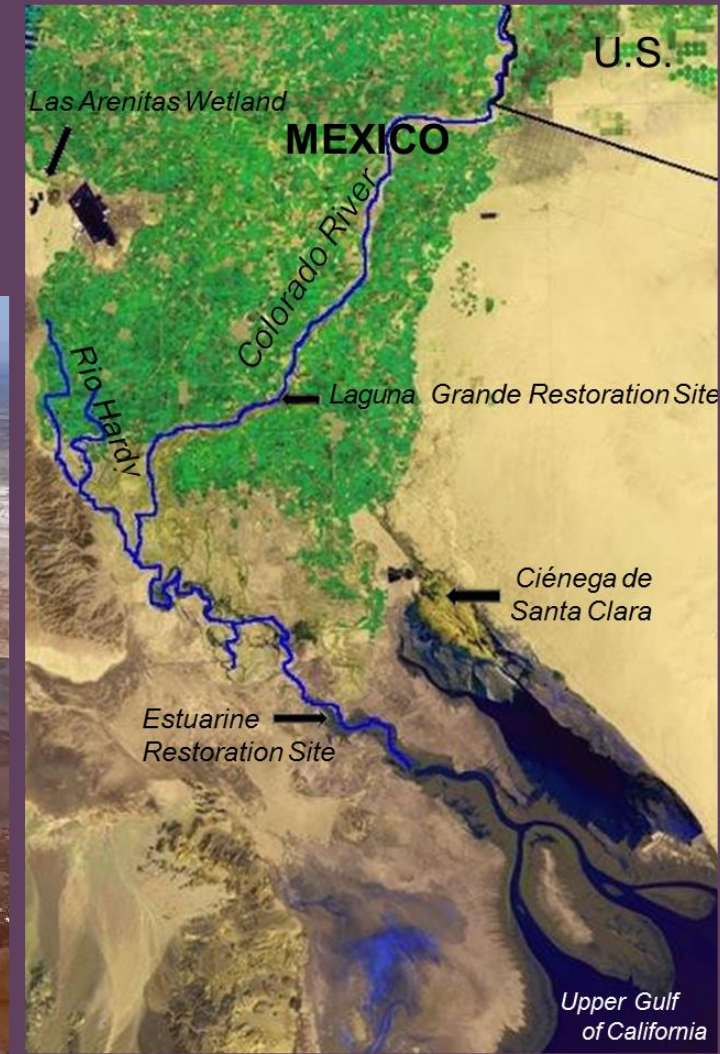 U.S.
Las Arenitas Wetland
MEXICO
Colorado River
Rio Hardy
Laguna Grande Restoration Site
Ciénega de
Santa Clara
Estuarine
Restoration Site
Upper Gulf
of California